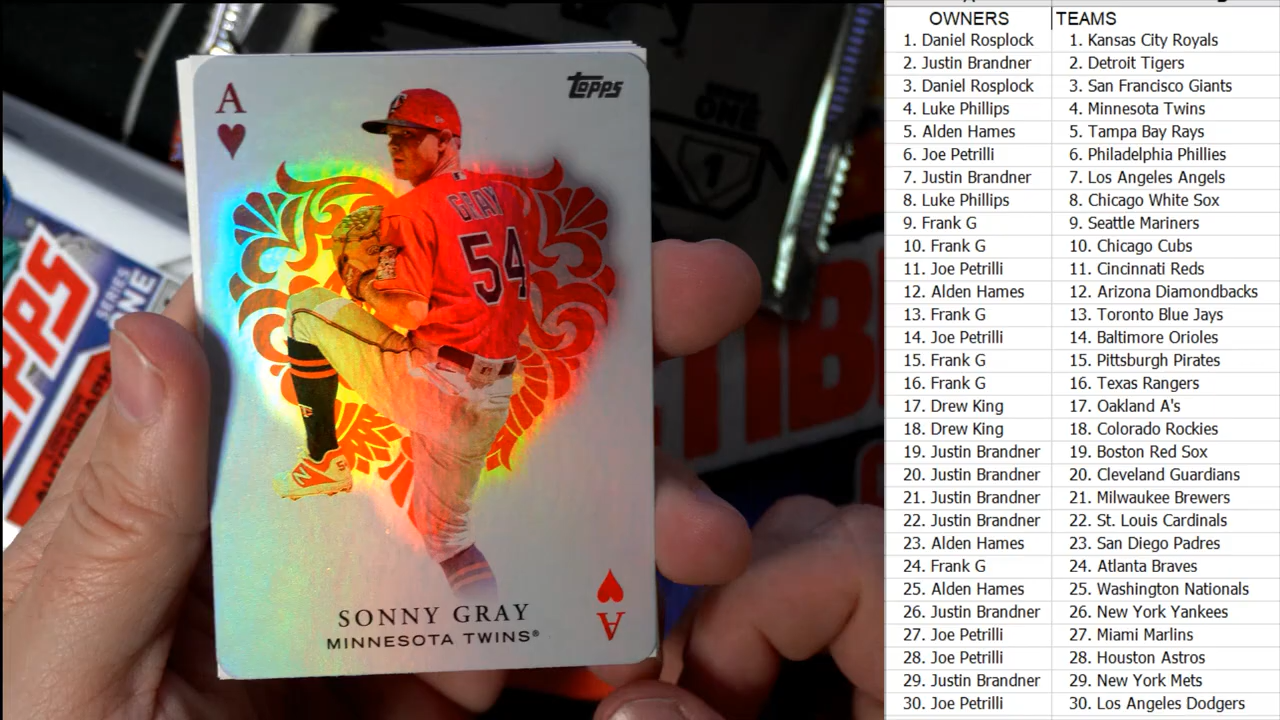 A
topps
GRAY
54
SONNY GRAY
MINNESOTA TWINS®
A
SERIES
ONE
OWNERS TEAMS
1. Daniel Rosplock 1. Kansas City Royals
2. Justin Brandner 2. Detroit Tigers
3. Daniel Rosplock 3. San Francisco Giants
4. Luke Phillips 4. Minnesota Twins
5. Alden Hames 5. Tampa Bay Rays
6. Joe Petrilli 6. Philadelphia Phillies
7. Justin Brandner 7. Los Angeles Angels
8. Luke Phillips 8. Chicago White Sox
9. Frank G 9. Seattle Mariners
10. Frank G 10. Chicago Cubs
11. Joe Petrilli 11. Cincinnati Reds
12. Alden Hames 12. Arizona Diamondbacks
13. Frank G 13. Toronto Blue Jays
14. Joe Petrilli 14. Baltimore Orioles
15. Frank G 15. Pittsburgh Pirates
16. Frank G 16. Texas Rangers
17. Drew King 17. Oakland A's
18. Drew King 18. Colorado Rockies
19. Justin Brandner 19. Boston Red Sox
20. Justin Brandner 20. Cleveland Guardians
21. Justin Brandner 21. Milwaukee Brewers
22. Justin Brandner 22. St. Louis Cardinals
23. Alden Hames 23. San Diego Padres
24. Frank G 24. Atlanta Braves
25. Alden Hames 25. Washington Nationals
26. Justin Brandner 26. New York Yankees
27. Joe Petrilli 27. Miami Marlins
28. Joe Petrilli 28. Houston Astros
29. Justin Brandner 29. New York Mets
30. Joe Petrilli 30. Los Angeles Dodgers